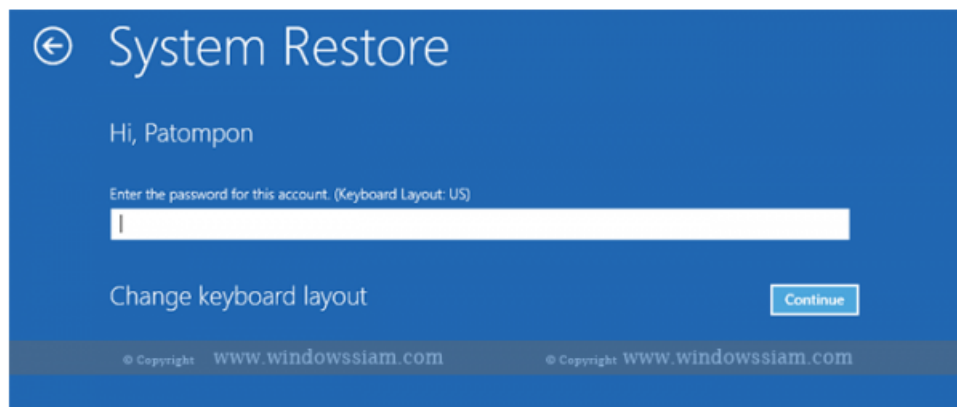 System Restore
Hi, Patompon
Enter the password for this account. (Keyboard Layout: US)
Change keyboard layout
Continue
© Copyright www.windowssiam.com © Copyright www.windowssiam.com